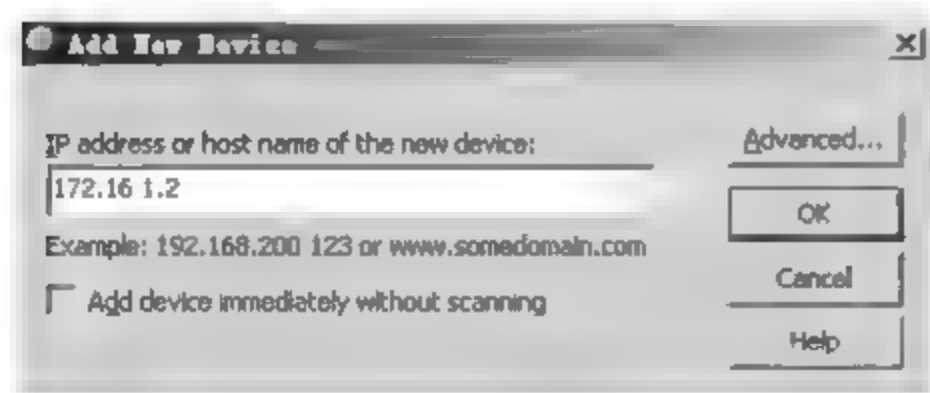 Add New Device
IP address or host name of the new device:
Advanced...
172.16 1.2
OK
Example: 192.168.200 123 or www.somedomain.com
Cancel
Add device immediately without scanning
Help